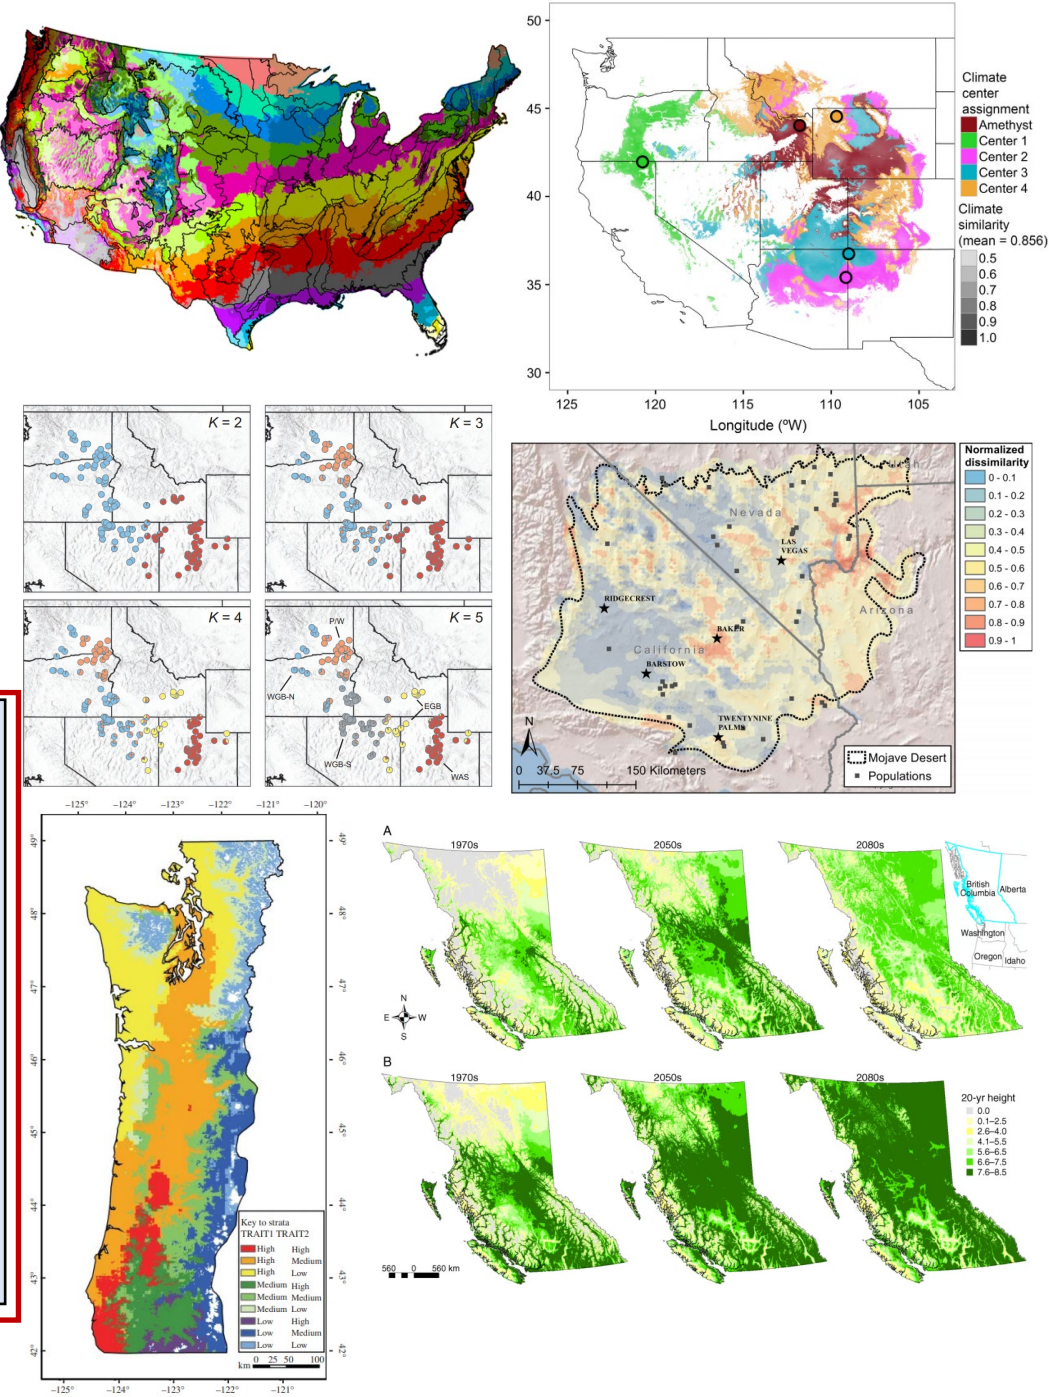 50
45
40
35
30
125
120
115
110
105
Longitude (ºW)
Climate
center
assignment
Amethyst
Center 1
Center 2
Center 3
Center 4
Climate
similarity
(mean = 0.856)
0.5
0.6
0.7
0.8
0.9
1.0
K = 2
K = 3
K = 4
K = 5
P/W
WGB-N
EGB
WGB-S
WAS
Utah
Nevada
LAS
VEGAS
RIDGECREST
Arizona
BAKER
California
BARSTOW
TWENTYNINE
PALMS
N
0 37.5 75 150 Kilometers
Mojave Desert
Populations
Normalized
dissimilarity
0 - 0.1
0.1 - 0.2
0.2 - 0.3
0.3 - 0.4
0.4 - 0.5
0.5 - 0.6
0.6 - 0.7
0.7 - 0.8
0.8 - 0.9
0.9 - 1
−125° −124° −123° −122° −121° −120°
49° 49°
48° 48°
47° 47°
46° 46°
45° 45°
44° 44°
43° 43°
42° 42°
Key to strata
TRAIT1 TRAIT2
High High
High Medium
High Low
Medium High
Medium Medium
Medium Low
Low High
Low Medium
Low Low
km 0 25 50 100
−125° −124° −123° −122° −121°
A
1970s 2050s 2080s
British
Columbia
Alberta
Washington
Oregon
Idaho
N
E W
S
B
1970s 2050s 2080s
20-yr height
0.0
0.1–2.5
2.6–4.0
4.1–5.5
5.6–6.5
6.6–7.5
7.6–8.5
560 0 560 km